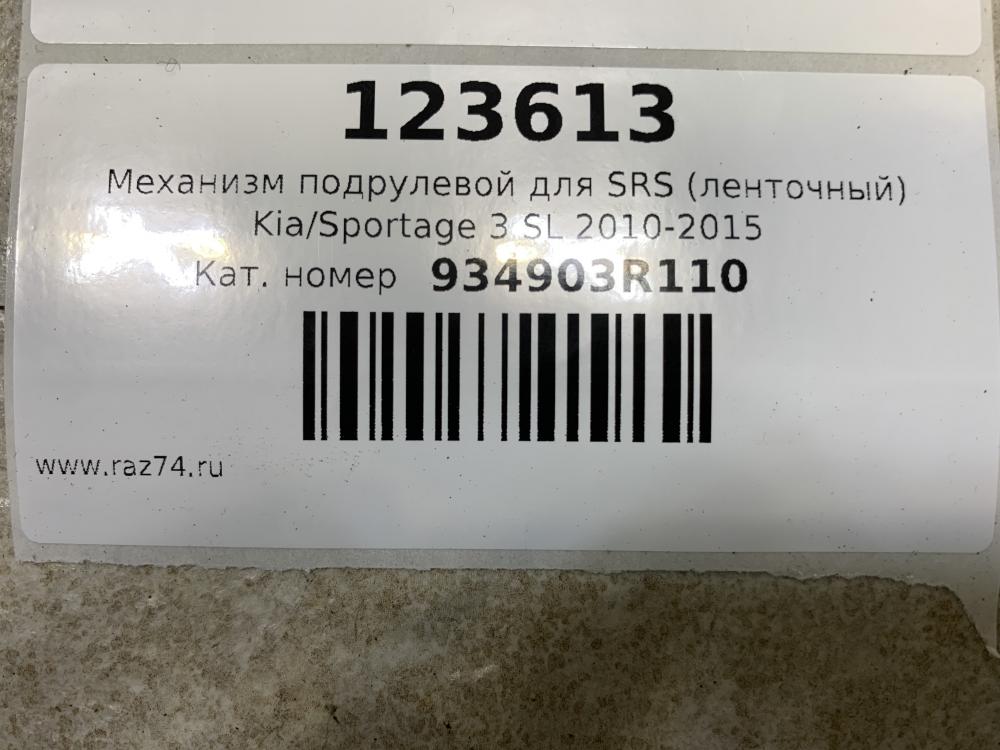 123613
Механизм подрулевой для SRS (ленточный)
Kia/Sportage 3 SL 2010-2015
Кат. номер 934903R110
www.raz74.ru